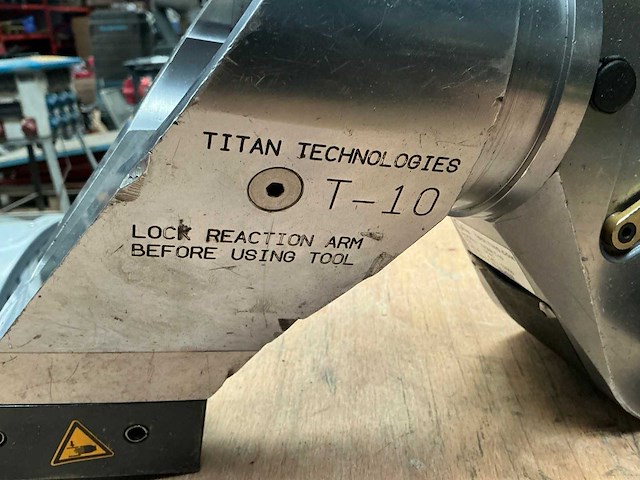 TITAN TECHNOLOGIES
T-10
LOCK REACTION ARM
BEFORE USING TOOL